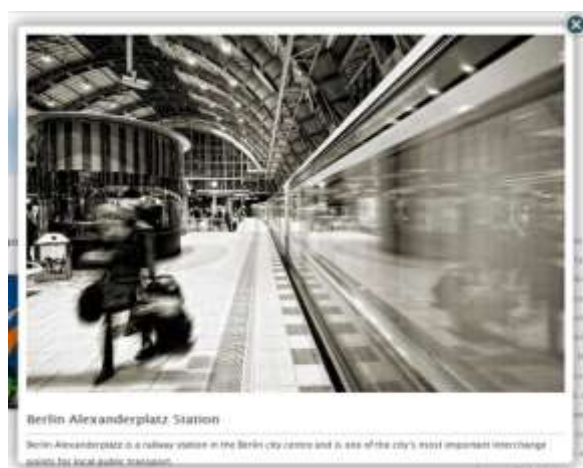 Berlin Alexanderplatz Station
Berlin Alexanderplatz is a railway station in the Berlin city centre and is one of the city's most important interchange
points for local public transport.